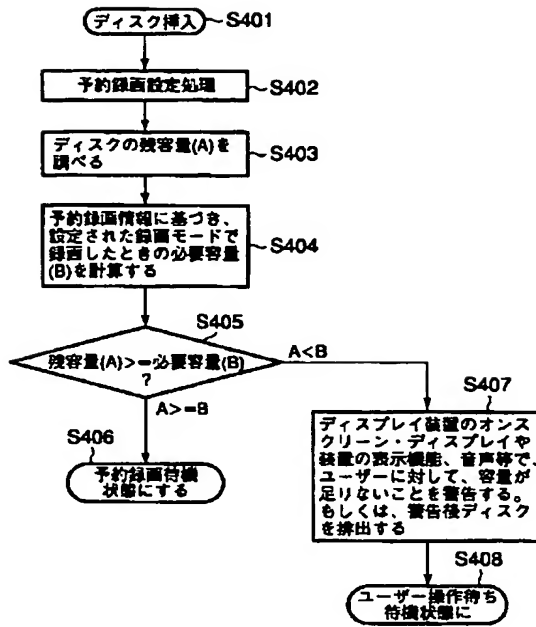 ディスク挿入
S401
予約録画設定処理
S402
ディスクの残容量(A)を
調べる
S403
予約録画情報に基づき、
設定された録画モードで
録画したときの必要容量
(B)を計算する
S404
S405
残容量(A)>=必要容量(B)
?
A<B
A>=B
S406
予約録画待機
状態にする
S407
ディスプレイ装置のオンス
クリーン・ディスプレイや
装置の表示機能、音声等で、
ユーザーに対して、容量が
足りないことを警告する。
もしくは、警告後ディスク
を排出する
S408
ユーザー操作待ち
待機状態に